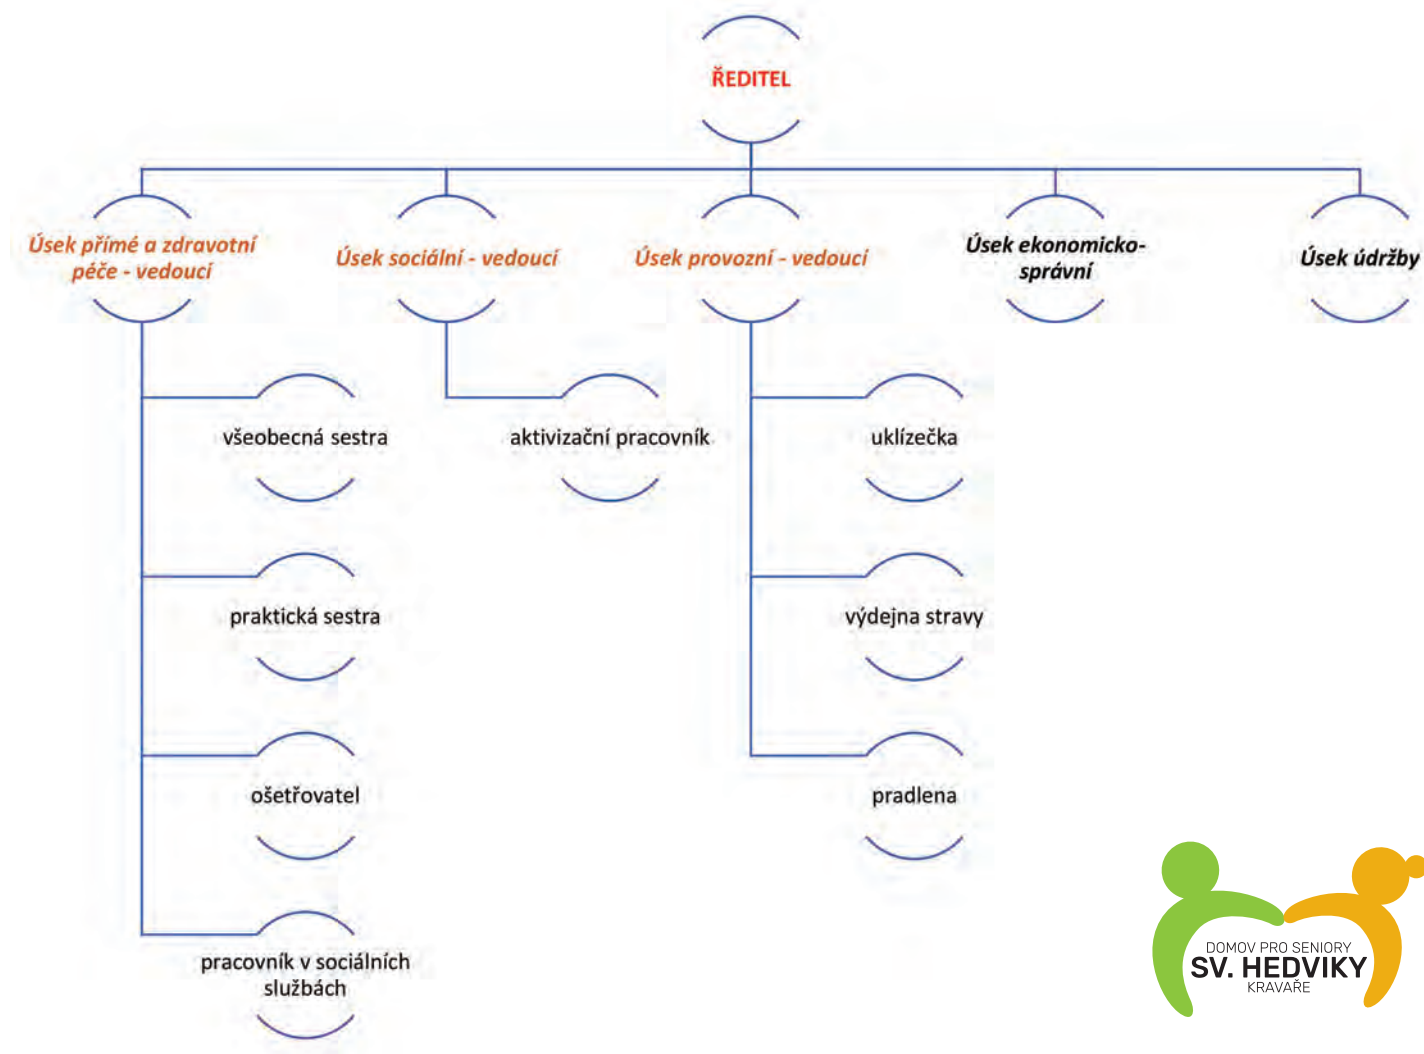 ŘEDITEL
Úsek přímé a zdravotní
péče - vedoucí
Úsek sociální - vedoucí
Úsek provozní - vedoucí
Úsek ekonomicko-
správní
Úsek údržby
všeobecná sestra
aktivizační pracovník
uklízečka
praktická sestra
výdejna stravy
ošetřovatel
pradlena
pracovník v sociálních
službách
DOMOV PRO SENIORY
SV. HEDVIKY
KRAVAŘE